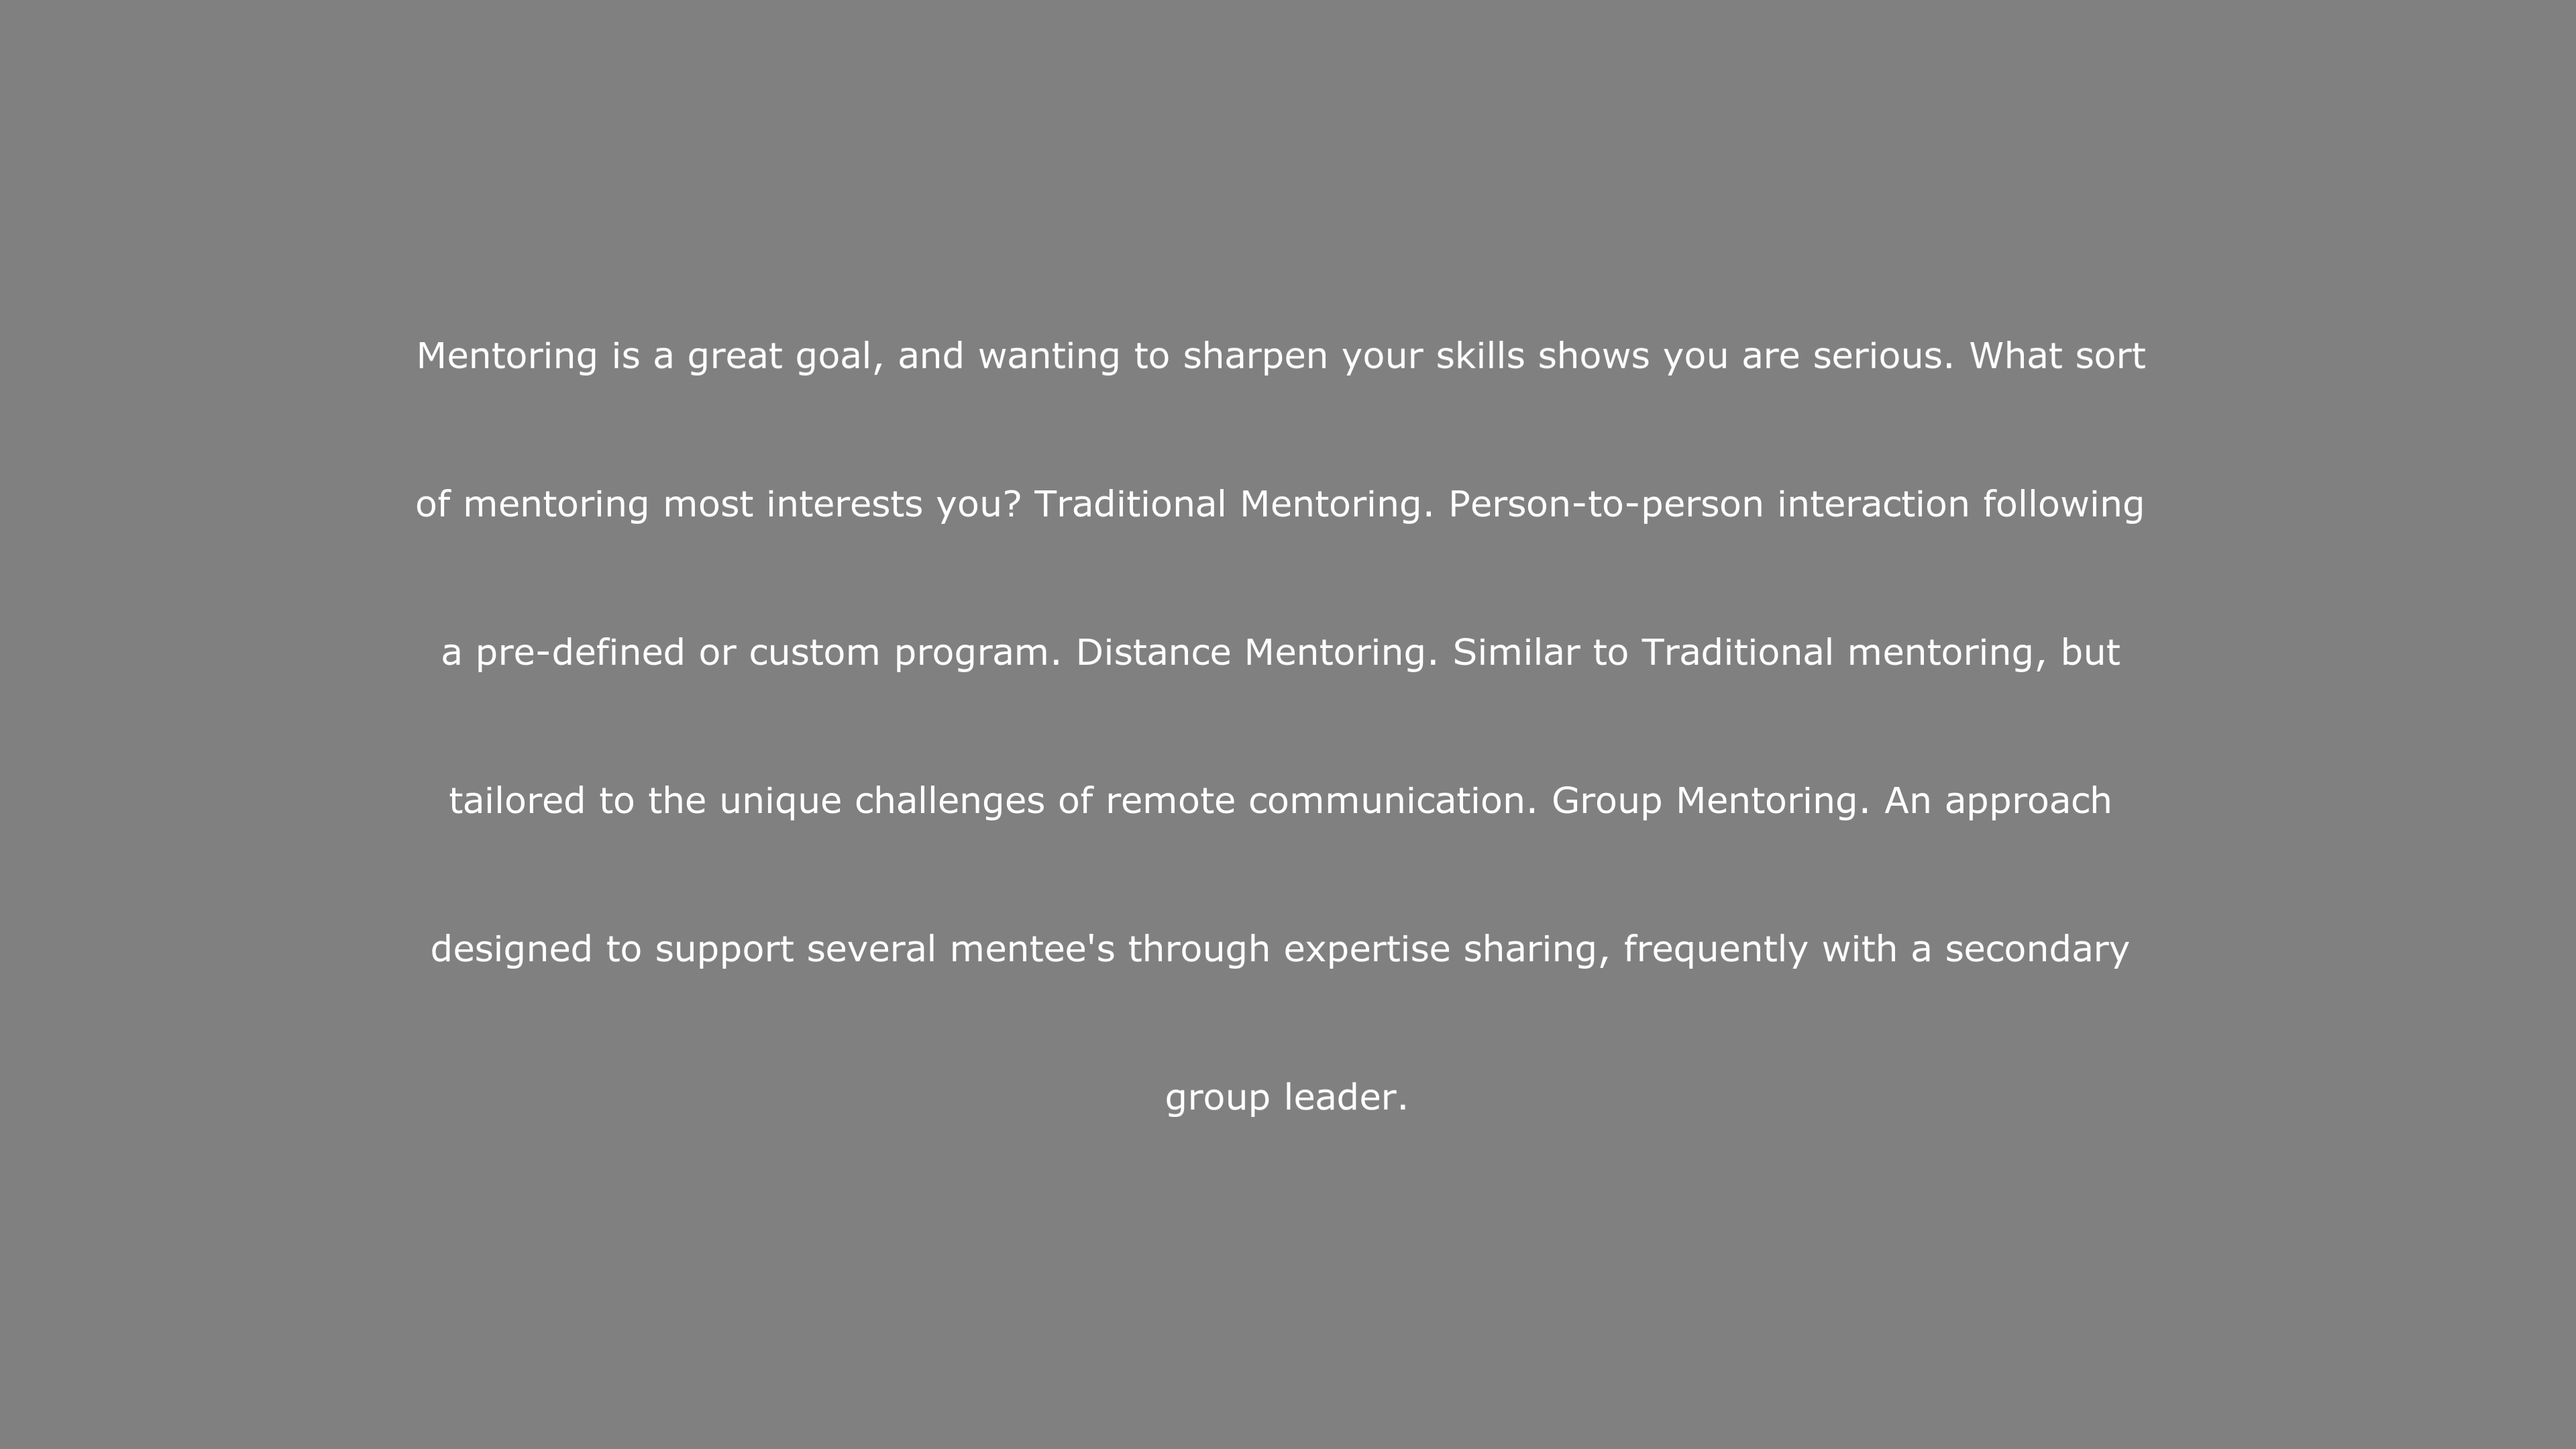 Mentoring is a great goal, and wanting to sharpen your skills shows you are serious. What sort
of mentoring most interests you? Traditional Mentoring. Person-to-person interaction following
a pre-defined or custom program. Distance Mentoring. Similar to Traditional mentoring, but
tailored to the unique challenges of remote communication. Group Mentoring. An approach
designed to support several mentee's through expertise sharing, frequently with a secondary
group leader.